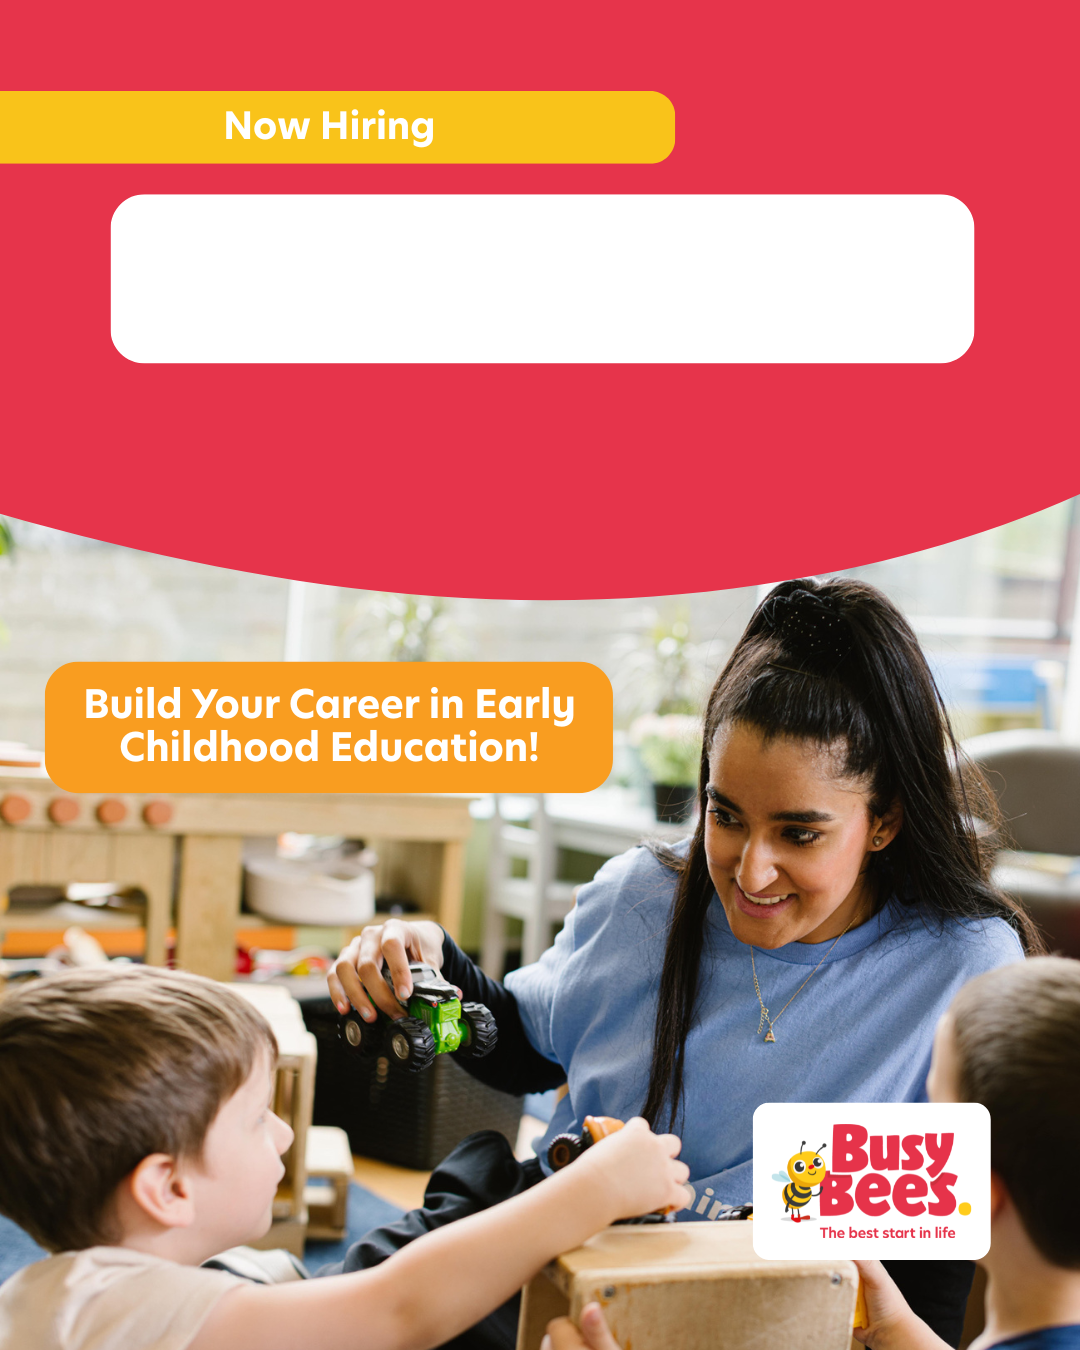 Now Hiring
Build Your Career in Early
Childhood Education!
Busy
Bees.
The best start in life